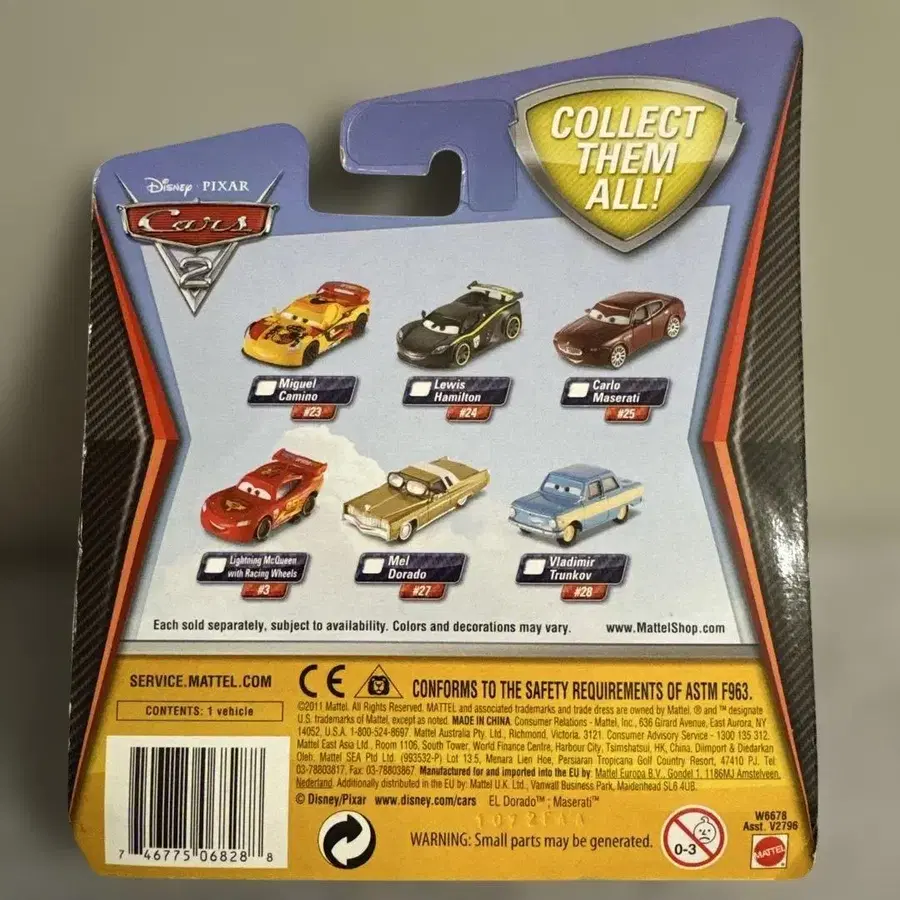 COLLECT
THEM
ALL!
Disney · PIXAR
Cars
2
Miguel
Camino
#23
Lewis
Hamilton
#24
Carlo
Maserati
#25
Lightning McQueen
with Racing Wheels
#3
Mel
Dorado
#27
Vladimir
Trunkov
#28
Each sold separately, subject to availability. Colors and decorations may vary.
www.MattelShop.com
SERVICE.MATTEL.COM
CONTENTS: 1 vehicle
CE
CONFORMS TO THE SAFETY REQUIREMENTS OF ASTM F963.
©2011 Mattel. All Rights Reserved. MATTEL and associated trademarks and trade dress are owned by Mattel. ® and ™ designate
U.S. trademarks of Mattel, except as noted. MADE IN CHINA. Consumer Relations - Mattel, Inc., 636 Girard Avenue, East Aurora, NY
14052, U.S.A. 1-800-524-8697. Mattel Australia Pty. Ltd., Richmond, Victoria. 3121. Consumer Advisory Service - 1300 135 312.
Mattel East Asia Ltd., Room 1106, South Tower, World Finance Centre, Harbour City, Tsimshatsui, HK, China. Diimport & Diedarkan
Oleh: Mattel SEA Ptd Ltd. (993532-P) Lot 13.5, Menara Lien Hoe, Persiaran Tropicana Golf Country Resort, 47410 PJ. Tel:
03-78803817, Fax: 03-78803867. Manufactured for and imported into the EU by: Mattel Europa B.V., Gondel 1, 1186MJ Amstelveen,
Nederland. Additionally distributed in the EU by: Mattel U.K. Ltd., Vanwall Business Park, Maidenhead SL6 4UB.
© Disney/Pixar www.disney.com/cars EL Dorado™; Maserati™
1072FAA
WARNING: Small parts may be generated.
0-3
W6678
Asst. V2796
MATTEL
7 46775 06828 8